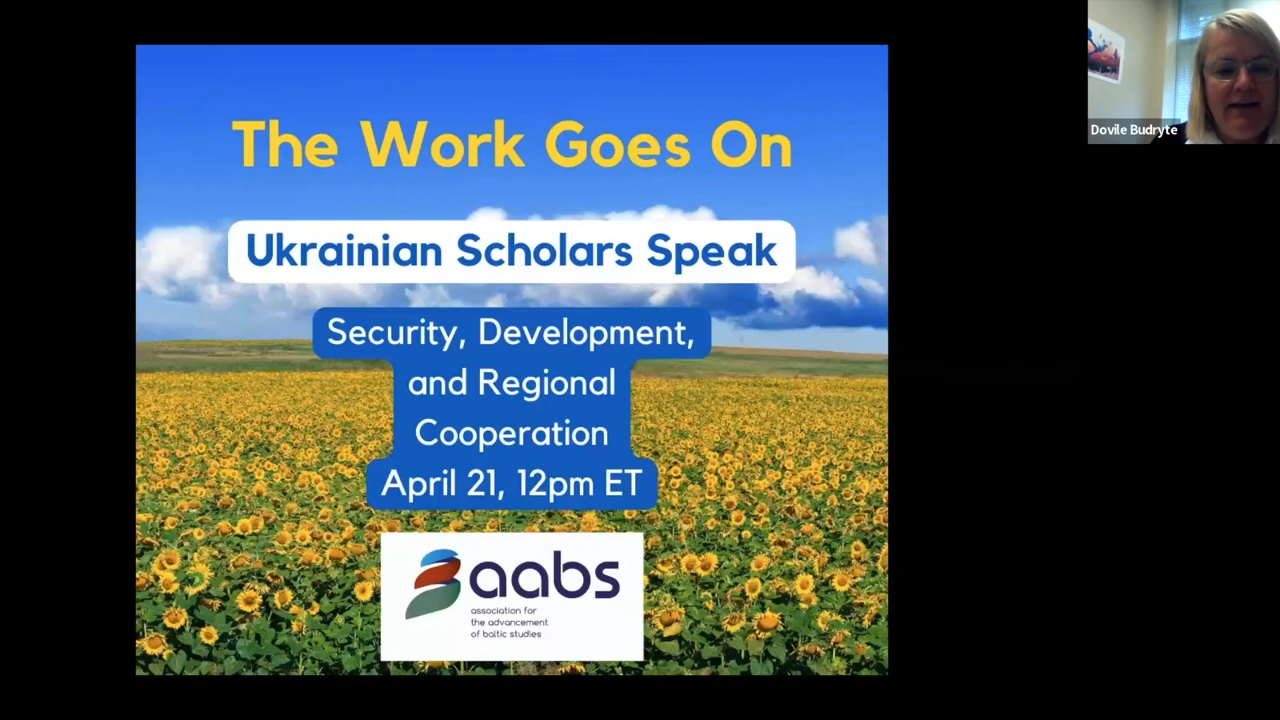 The Work Goes On
Ukrainian Scholars Speak
Security, Development,
and Regional
Cooperation
April 21, 12pm ET
aabs
association for
the advancement
of baltic studies
Dovile Budryte